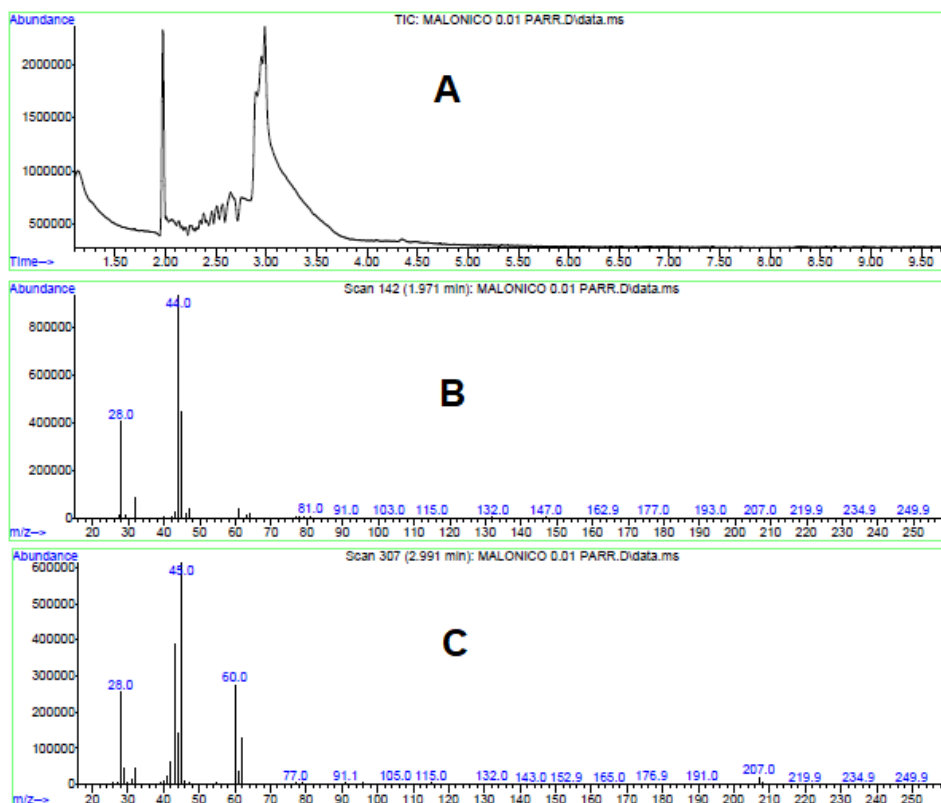 Abundance TIC: MALONICO 0.01 PARR.D\data.ms
2000000
1500000
1000000
500000
A
Time--> 1.50 2.00 2.50 3.00 3.50 4.00 4.50 5.00 5.50 6.00 6.50 7.00 7.50 8.00 8.50 9.00 9.50
Abundance Scan 142 (1.971 min): MALONICO 0.01 PARR.D\data.ms
44.0
800000
600000
B
400000 28.0
200000
0 81.0 91.0 103.0 115.0 132.0 147.0 162.9 177.0 193.0 207.0 219.9 234.9 249.9
m/z--> 20 30 40 50 60 70 80 90 100 110 120 130 140 150 160 170 180 190 200 210 220 230 240 250
Abundance Scan 307 (2.991 min): MALONICO 0.01 PARR.D\data.ms
600000 45.0
500000
C
400000
300000
28.0 60.0
200000
100000
0 77.0 91.1 105.0 115.0 132.0 143.0 152.9 165.0 176.9 191.0 207.0 219.9 234.9 249.9
m/z--> 20 30 40 50 60 70 80 90 100 110 120 130 140 150 160 170 180 190 200 210 220 230 240 250